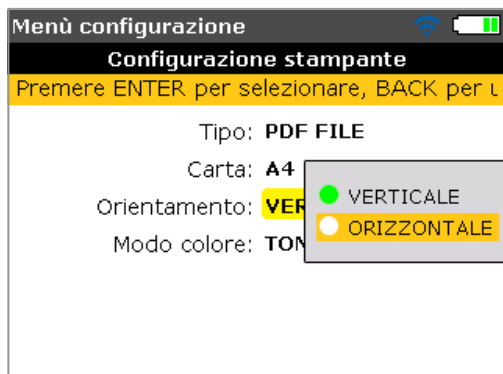 Menù configurazione
Configurazione stampante
Premere ENTER per selezionare, BACK per
Tipo: PDF FILE
Carta: A4
Orientamento: VER
VERTICALE
ORIZZONTALE
Modo colore: TON